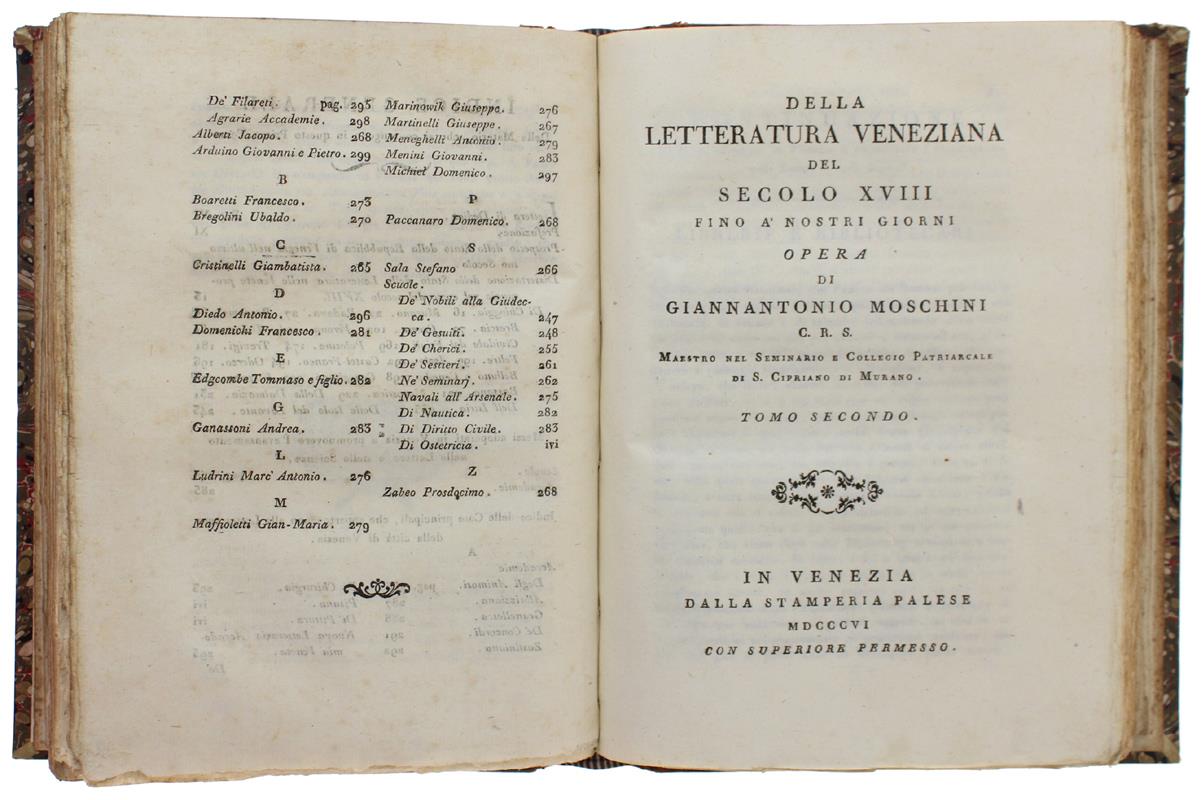 De' Filareti. pag. 293
Agrarie Accademie. 298
Alberti Jacopo. 268
Arduino Giovanni e Pietro. 299
B
Boaretti Francesco. 273
Bregolini Ubaldo. 270
C
Cristinelli Giambatista. 265
D
Diedo Antonio. 296
Domenichi Francesco. 281
E
Edgcombe Tommaso e figlio. 282
G
Ganassoni Andrea. 283
L
Ludrini Marc' Antonio. 276
M
Maffioletti Gian-Maria. 279
Marinowik Giuseppe. 276
Martinelli Giuseppe. 267
Meneghelli Antonio. 279
Menini Giovanni. 283
Michiel Domenico. 297
P
Paccanaro Domenico. 268
S
Sala Stefano 266
Scuole.
De' Nobili alla Giudec-
ca. 247
De' Gesuiti. 248
De' Cherici. 255
De' Sestieri. 261
Ne' Seminarj. 262
Navali all' Arsenale. 275
Di Nautica. 282
Di Diritto Civile. 283
Di Ostetricia. ivi
Z
Zabeo Prosdocimo. 268
DELLA
LETTERATURA VENEZIANA
DEL
SECOLO XVIII
FINO A' NOSTRI GIORNI
OPERA
DI
GIANNANTONIO MOSCHINI
C. R. S.
MAESTRO NEL SEMINARIO E COLLEGIO PATRIARCALE
DI S. CIPRIANO DI MURANO.
TOMO SECONDO.
IN VENEZIA
DALLA STAMPERIA PALESE
MDCCCVI
CON SUPERIORE PERMESSO.